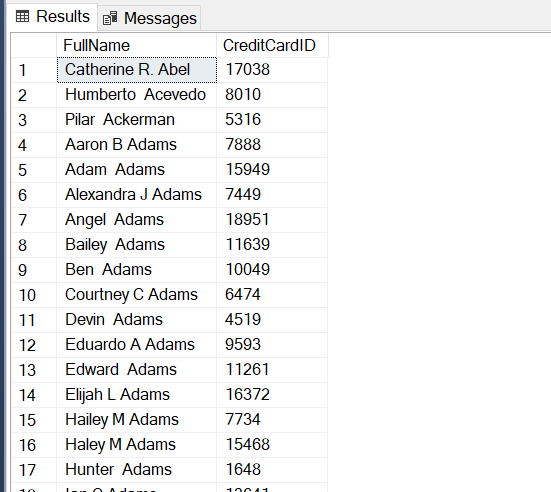 Results Messages
FullName CreditCardID
1 Catherine R. Abel 17038
2 Humberto  Acevedo 8010
3 Pilar  Ackerman 5316
4 Aaron B Adams 7888
5 Adam  Adams 15949
6 Alexandra J Adams 7449
7 Angel  Adams 18951
8 Bailey  Adams 11639
9 Ben  Adams 10049
10 Courtney C Adams 6474
11 Devin  Adams 4519
12 Eduardo A Adams 9593
13 Edward  Adams 11261
14 Elijah L Adams 16372
15 Hailey M Adams 7734
16 Haley M Adams 15468
17 Hunter  Adams 1648